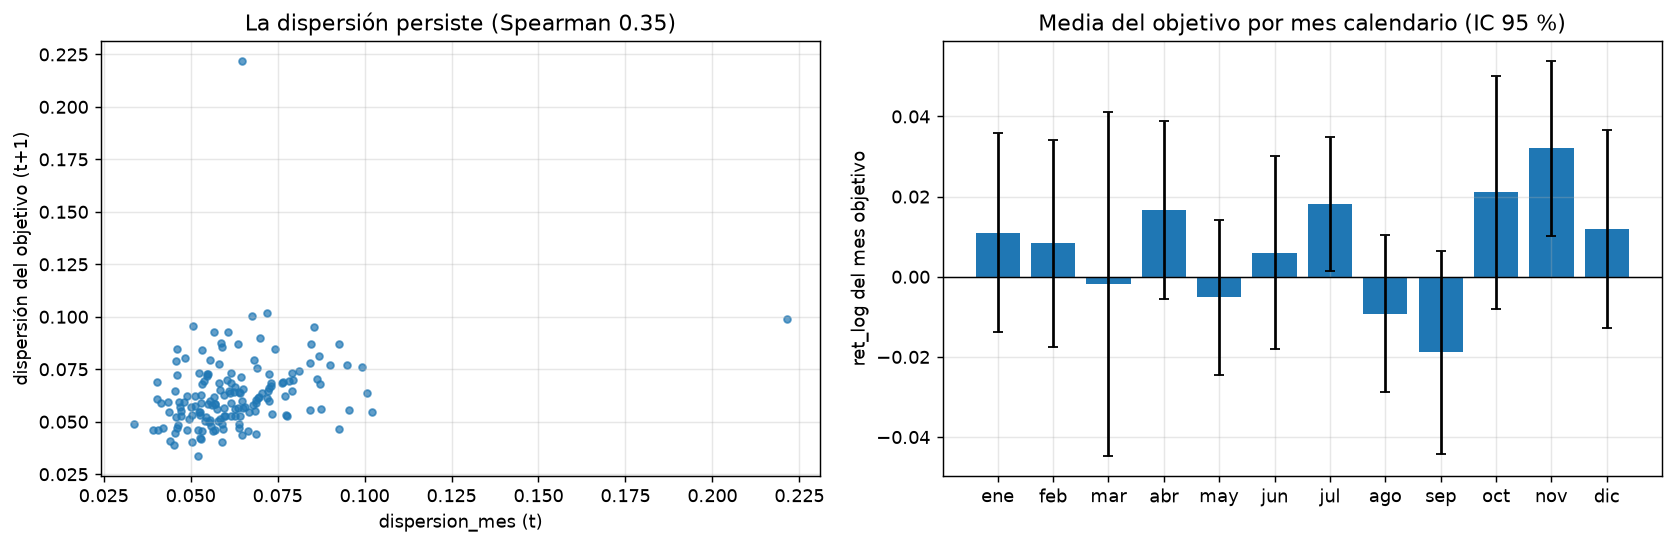 La dispersión persiste (Spearman 0.35)
dispersión del objetivo (t+1)
0.225
0.200
0.175
0.150
0.125
0.100
0.075
0.050
0.025
0.025 0.050 0.075 0.100 0.125 0.150 0.175 0.200 0.225
dispersion_mes (t)
Media del objetivo por mes calendario (IC 95 %)
ret_log del mes objetivo
0.04
0.02
0.00
−0.02
−0.04
ene feb mar abr may jun jul ago sep oct nov dic